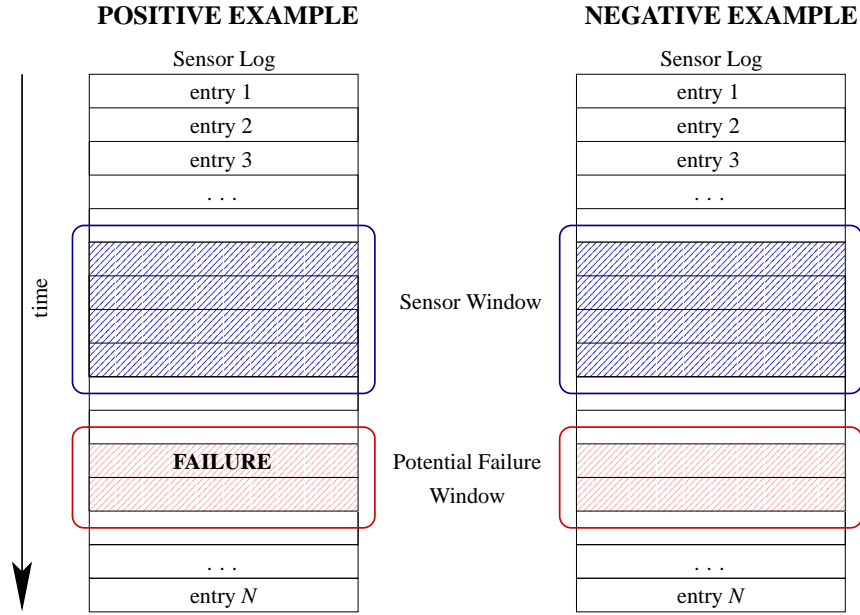 POSITIVE EXAMPLE
NEGATIVE EXAMPLE
Sensor Log
Sensor Log
entry 1
entry 1
entry 2
entry 2
entry 3
entry 3
. . .
. . .
time
Sensor Window
FAILURE
Potential Failure
Window
. . .
. . .
entry N
entry N